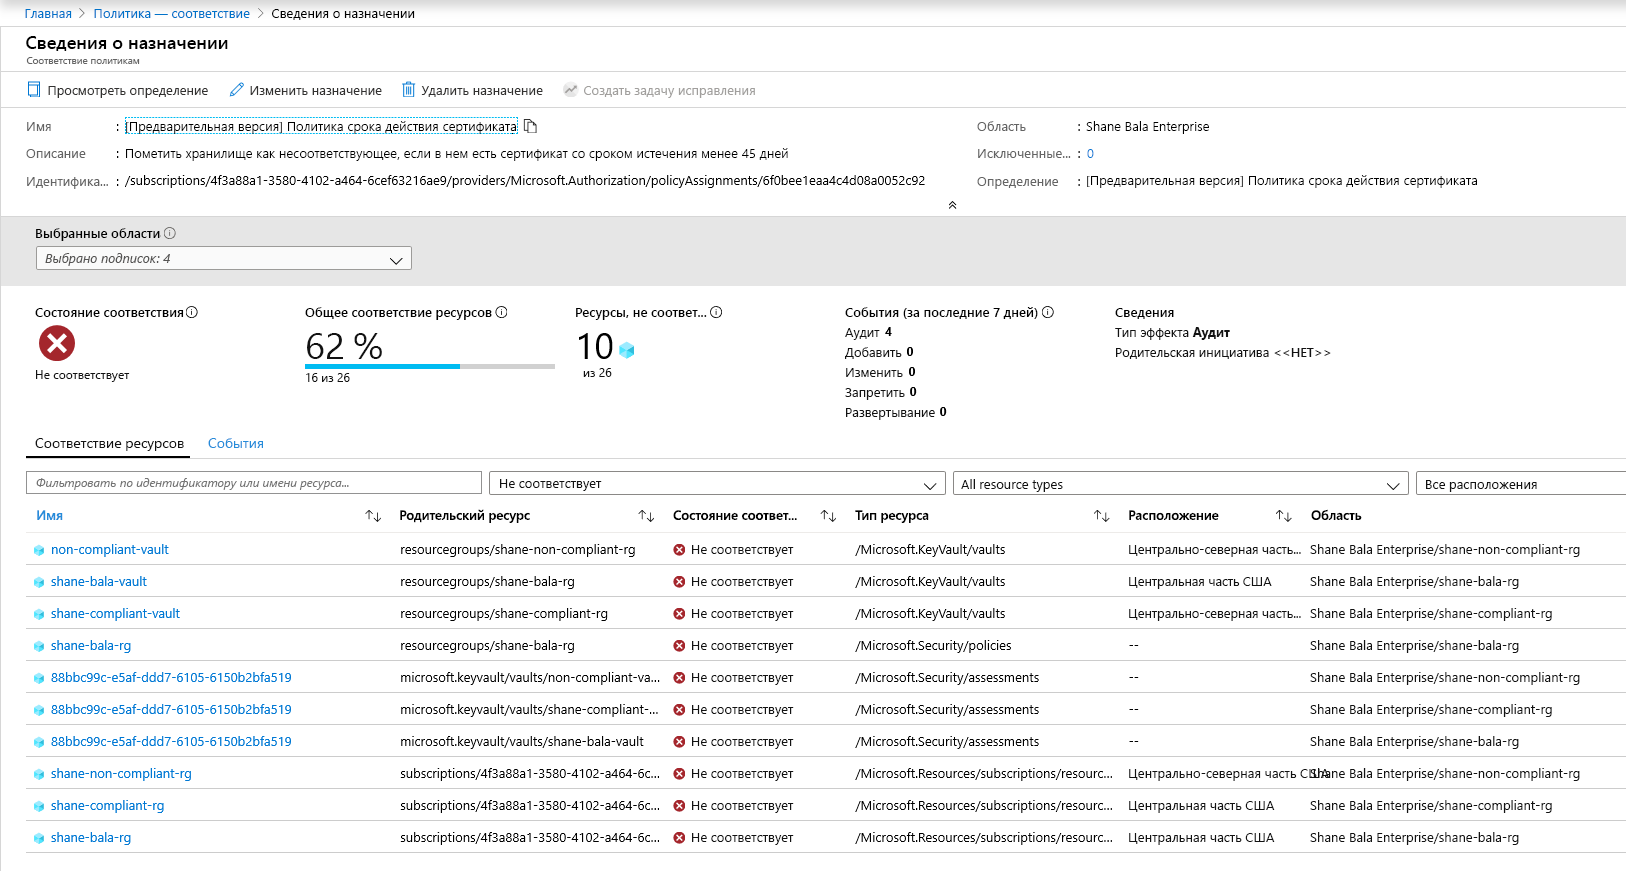 Главная > Политика — соответствие > Сведения о назначении
Сведения о назначении
Соответствие политикам
Просмотреть определение Изменить назначение Удалить назначение Создать задачу исправления
Имя : [Предварительная версия] Политика срока действия сертификата Область : Shane Bala Enterprise
Описание : Пометить хранилище как несоответствующее, если в нем есть сертификат со сроком истечения менее 45 дней Исключенные... : 0
Идентифика... : /subscriptions/4f3a88a1-3580-4102-a464-6cef63216ae9/providers/Microsoft.Authorization/policyAssignments/6f0bee1eaa4c4d08a0052c92 Определение : [Предварительная версия] Политика срока действия сертификата
Выбранные области
Выбрано подписок: 4
Состояние соответствия
Не соответствует
Общее соответствие ресурсов
62 %
16 из 26
Ресурсы, не соответ...
10
из 26
События (за последние 7 дней)
Аудит 4
Добавить 0
Изменить 0
Запретить 0
Развертывание 0
Сведения
Тип эффекта Аудит
Родительская инициатива <<НЕТ>>
Соответствие ресурсов События
Фильтровать по идентификатору или имени ресурса... Не соответствует All resource types Все расположения
Имя Родительский ресурс Состояние соответ... Тип ресурса Расположение Область
non-compliant-vault resourcegroups/shane-non-compliant-rg Не соответствует /Microsoft.KeyVault/vaults Центрально-северная часть... Shane Bala Enterprise/shane-non-compliant-rg
shane-bala-vault resourcegroups/shane-bala-rg Не соответствует /Microsoft.KeyVault/vaults Центральная часть США Shane Bala Enterprise/shane-bala-rg
shane-compliant-vault resourcegroups/shane-compliant-rg Не соответствует /Microsoft.KeyVault/vaults Центрально-северная часть... Shane Bala Enterprise/shane-compliant-rg
shane-bala-rg resourcegroups/shane-bala-rg Не соответствует /Microsoft.Security/policies -- Shane Bala Enterprise/shane-bala-rg
88bbc99c-e5af-ddd7-6105-6150b2bfa519 microsoft.keyvault/vaults/non-compliant-va... Не соответствует /Microsoft.Security/assessments -- Shane Bala Enterprise/shane-non-compliant-rg
88bbc99c-e5af-ddd7-6105-6150b2bfa519 microsoft.keyvault/vaults/shane-compliant-... Не соответствует /Microsoft.Security/assessments -- Shane Bala Enterprise/shane-compliant-rg
88bbc99c-e5af-ddd7-6105-6150b2bfa519 microsoft.keyvault/vaults/shane-bala-vault Не соответствует /Microsoft.Security/assessments -- Shane Bala Enterprise/shane-bala-rg
shane-non-compliant-rg subscriptions/4f3a88a1-3580-4102-a464-6c... Не соответствует /Microsoft.Resources/subscriptions/resourc... Центрально-северная часть США Shane Bala Enterprise/shane-non-compliant-rg
shane-compliant-rg subscriptions/4f3a88a1-3580-4102-a464-6c... Не соответствует /Microsoft.Resources/subscriptions/resourc... Центральная часть США Shane Bala Enterprise/shane-compliant-rg
shane-bala-rg subscriptions/4f3a88a1-3580-4102-a464-6c... Не соответствует /Microsoft.Resources/subscriptions/resourc... Центральная часть США Shane Bala Enterprise/shane-bala-rg